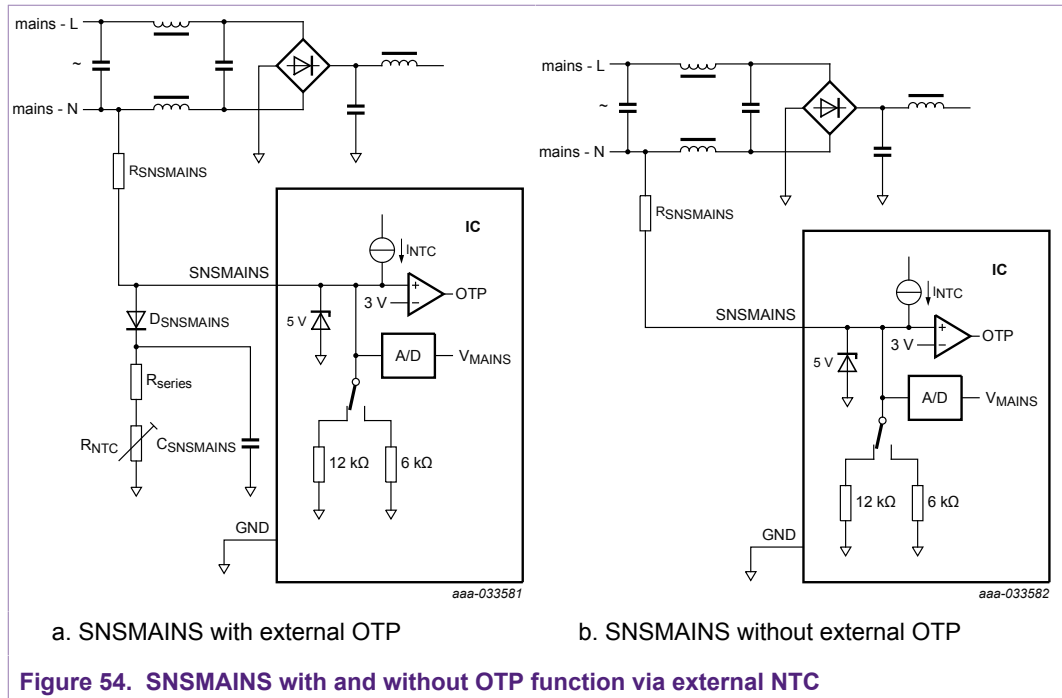 mains - L
~
mains - N
RSNSMAINS
IC
INTC
SNSMAINS
OTP
3 V
5 V
DSNSMAINS
A/D
VMAINS
Rseries
RNTC
CSNSMAINS
12 kΩ
6 kΩ
GND
aaa-033581
a. SNSMAINS with external OTP
mains - L
~
mains - N
RSNSMAINS
IC
INTC
SNSMAINS
OTP
3 V
5 V
A/D
VMAINS
12 kΩ
6 kΩ
GND
aaa-033582
b. SNSMAINS without external OTP
Figure 54. SNSMAINS with and without OTP function via external NTC